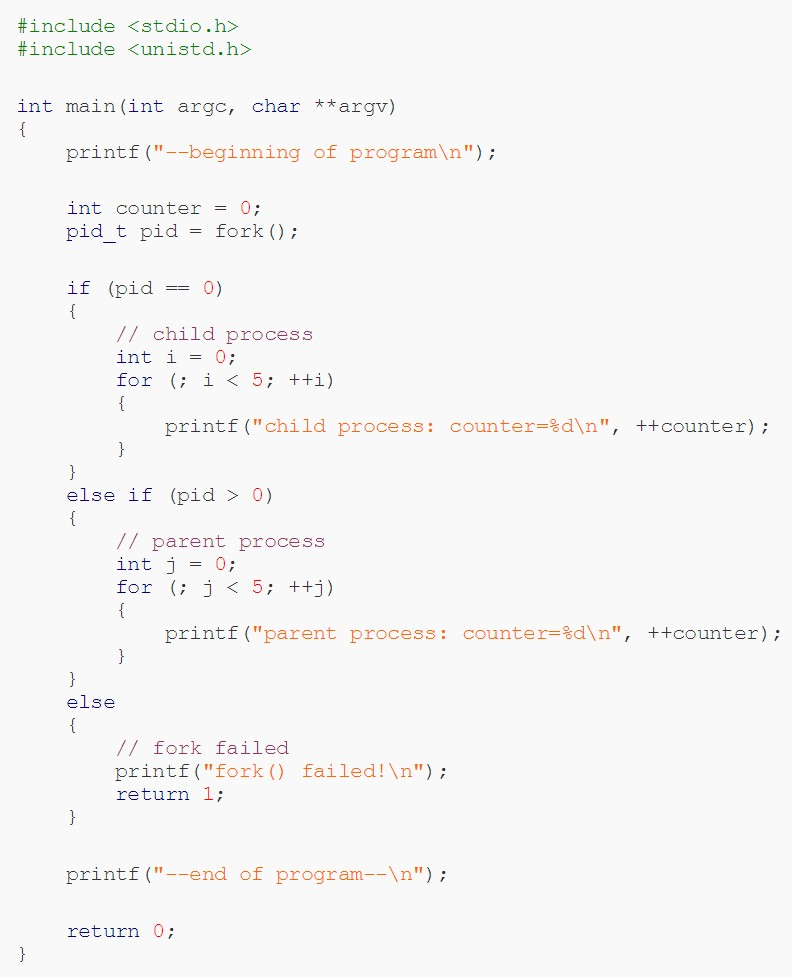 #include <stdio.h>
#include <unistd.h>
int main(int argc, char **argv)
{
printf("--beginning of program\n");
int counter = 0;
pid_t pid = fork();
if (pid == 0)
{
// child process
int i = 0;
for (; i < 5; ++i)
{
printf("child process: counter=%d\n", ++counter);
}
}
else if (pid > 0)
{
// parent process
int j = 0;
for (; j < 5; ++j)
{
printf("parent process: counter=%d\n", ++counter);
}
}
else
{
// fork failed
printf("fork() failed!\n");
return 1;
}
printf("--end of program--\n");
return 0;
}